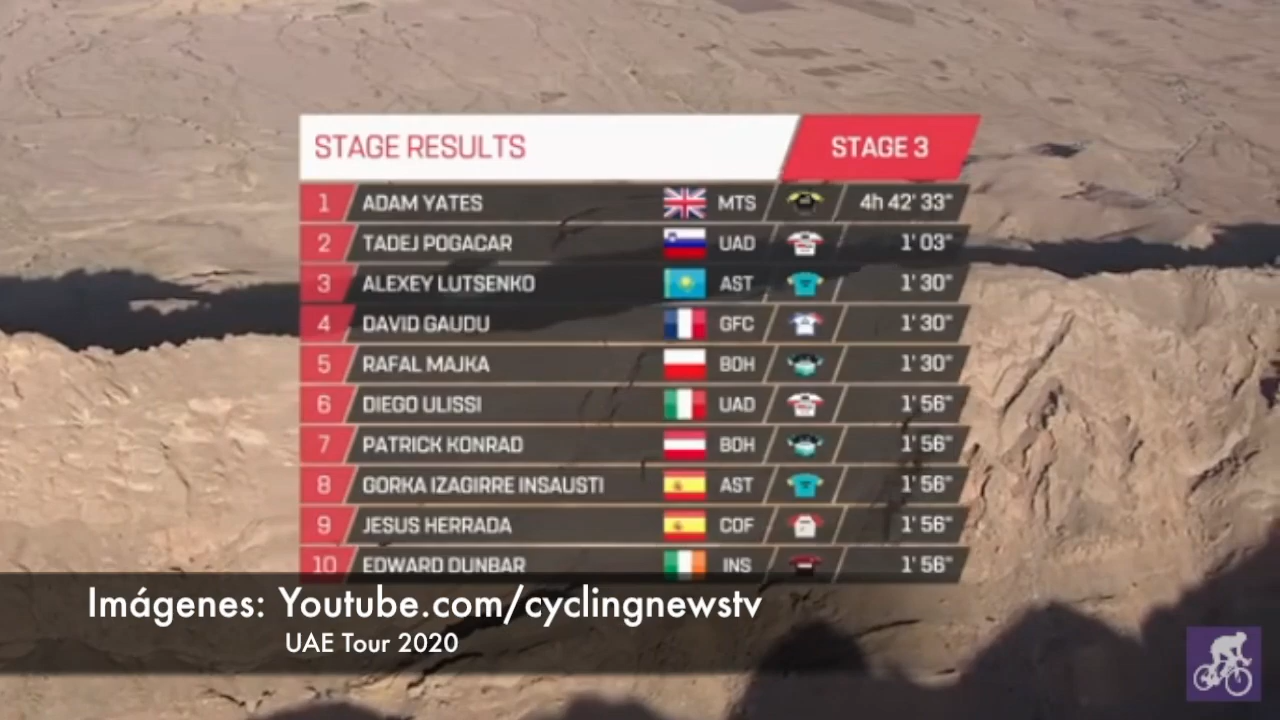 STAGE RESULTS STAGE 3
1 ADAM YATES MTS 4h 42' 33"
2 TADEJ POGACAR UAD 1' 03"
3 ALEXEY LUTSENKO AST 1' 30"
4 DAVID GAUDU GFC 1' 30"
5 RAFAL MAJKA BOH 1' 30"
6 DIEGO ULISSI UAD 1' 56"
7 PATRICK KONRAD BOH 1' 56"
8 GORKA IZAGIRRE INSAUSTI AST 1' 56"
9 JESUS HERRADA COF 1' 56"
10 EDWARD DUNBAR INS 1' 56"
Imágenes: Youtube.com/cyclingnewstv
UAE Tour 2020